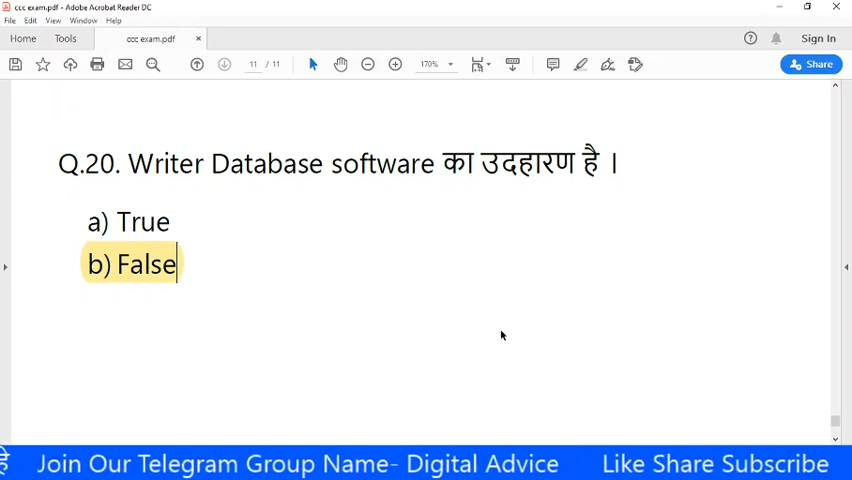 ccc exam.pdf - Adobe Acrobat Reader DC
File Edit View Window Help
Home Tools ccc exam.pdf × Sign In
11 / 11 170% Share
Q.20. Writer Database software का उदहारण है ।
a) True
b) False
है Join Our Telegram Group Name- Digital Advice Like Share Subscribe